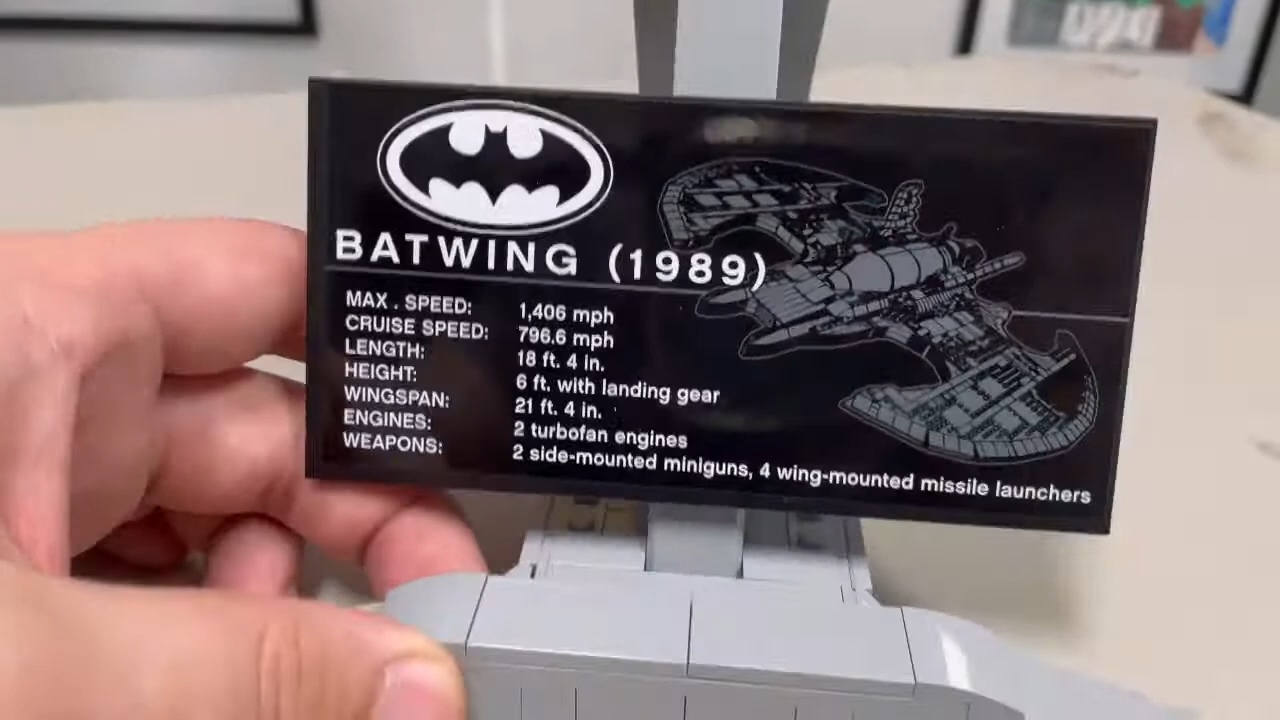 BATWING (1989)
MAX . SPEED: 1,406 mph
CRUISE SPEED: 796.6 mph
LENGTH: 18 ft. 4 in.
HEIGHT: 6 ft. with landing gear
WINGSPAN: 21 ft. 4 in.
ENGINES: 2 turbofan engines
WEAPONS: 2 side-mounted miniguns, 4 wing-mounted missile launchers